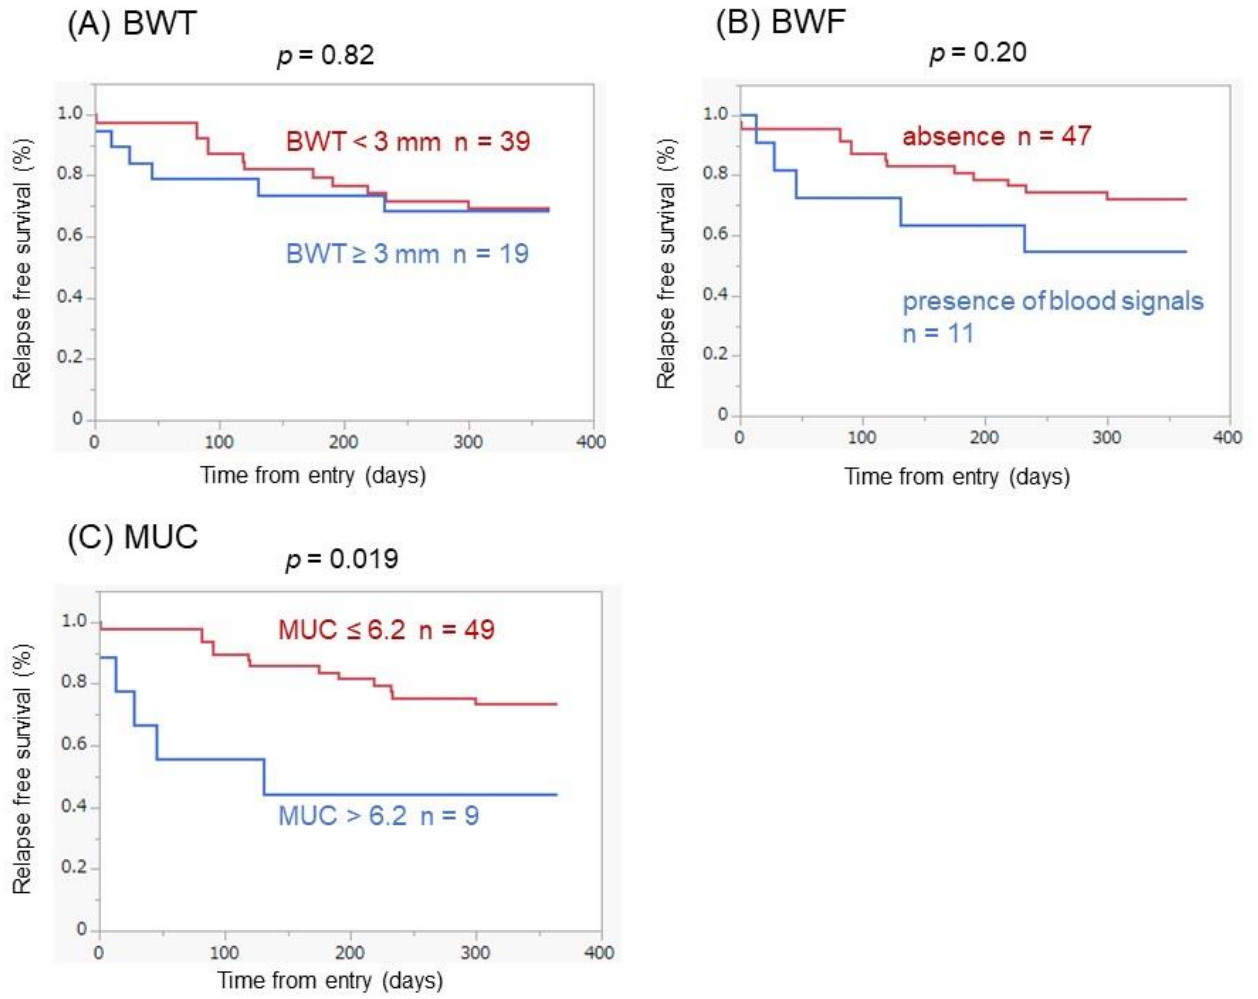 (A) BWT
p = 0.82
Relapse free survival (%)
1.0
0.8
0.6
0.4
0.2
0
BWT < 3 mm n = 39
BWT ≥ 3 mm n = 19
0 100 200 300 400
Time from entry (days)
(B) BWF
p = 0.20
Relapse free survival (%)
1.0
0.8
0.6
0.4
0.2
0
absence n = 47
presence of blood signals
n = 11
0 100 200 300 400
Time from entry (days)
(C) MUC
p = 0.019
Relapse free survival (%)
1.0
0.8
0.6
0.4
0.2
0
MUC ≤ 6.2 n = 49
MUC > 6.2 n = 9
0 100 200 300 400
Time from entry (days)